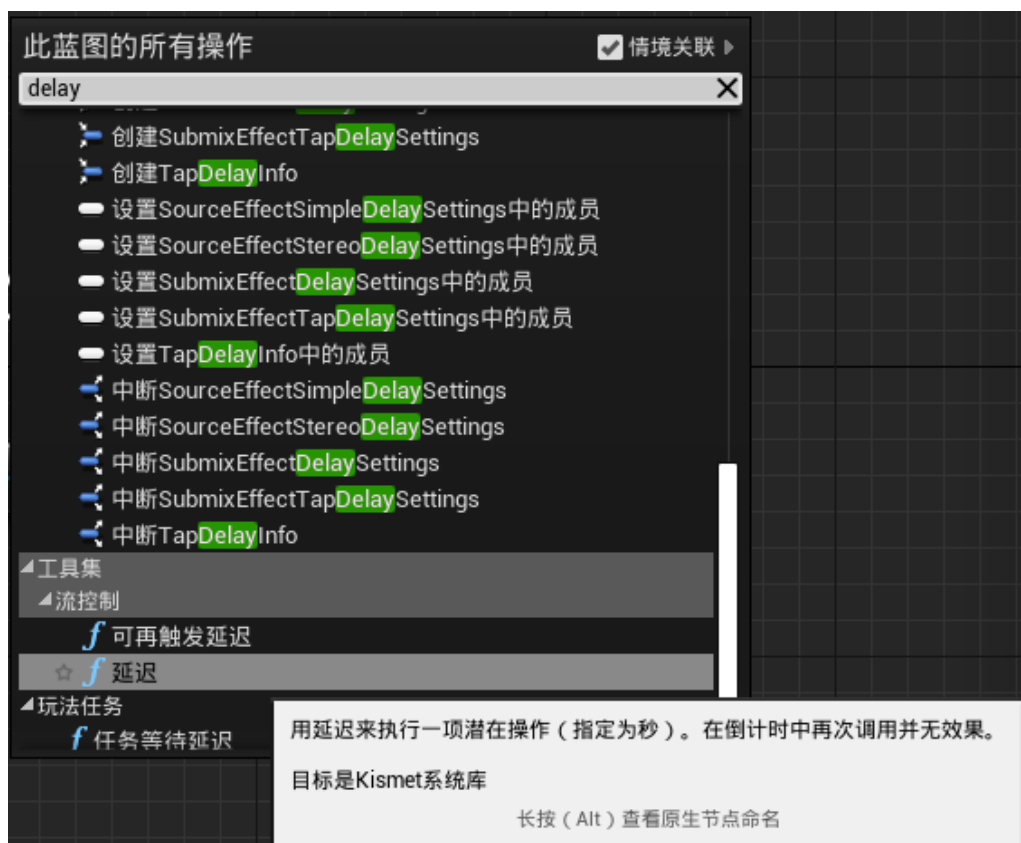 此蓝图的所有操作
情境关联
delay
创建SubmixEffectTapDelaySettings
创建TapDelayInfo
设置SourceEffectSimpleDelaySettings中的成员
设置SourceEffectStereoDelaySettings中的成员
设置SubmixEffectDelaySettings中的成员
设置SubmixEffectTapDelaySettings中的成员
设置TapDelayInfo中的成员
中断SourceEffectSimpleDelaySettings
中断SourceEffectStereoDelaySettings
中断SubmixEffectDelaySettings
中断SubmixEffectTapDelaySettings
中断TapDelayInfo
工具集
流控制
f 可再触发延迟
f 延迟
玩法任务
f 任务等待延迟
用延迟来执行一项潜在操作（指定为秒）。在倒计时中再次调用并无效果。
目标是Kismet系统库
长按（Alt）查看原生节点命名